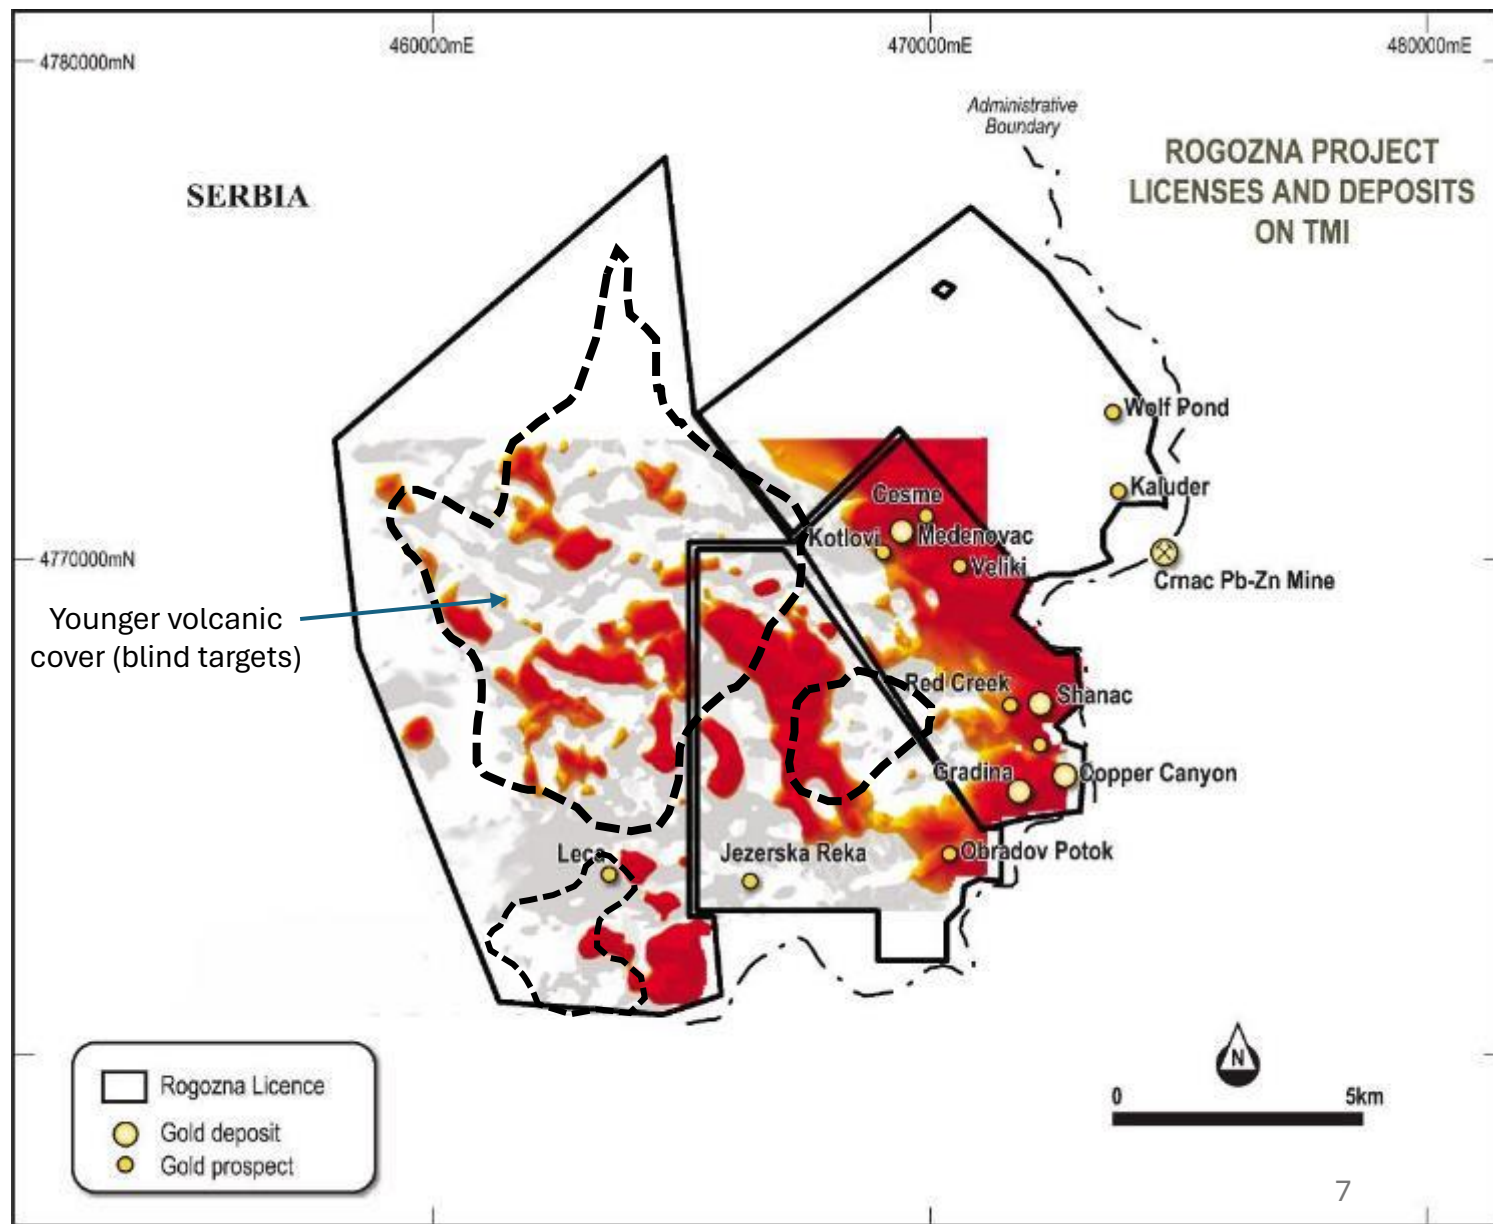 460000mE
470000mE
480000mE
4780000mN
Administrative
Boundary
ROGOZNA PROJECT
LICENSES AND DEPOSITS
ON TMI
SERBIA
Wolf Pond
Kaluder
Cosme
Kotlovi
Medenovac
Veliki
4770000mN
Crnac Pb-Zn Mine
Younger volcanic
cover (blind targets)
Red Creek
Shanac
Gradina
Copper Canyon
Leca
Jezerska Reka
Obradov Potok
N
Rogozna Licence
Gold deposit
Gold prospect
0 5km
7